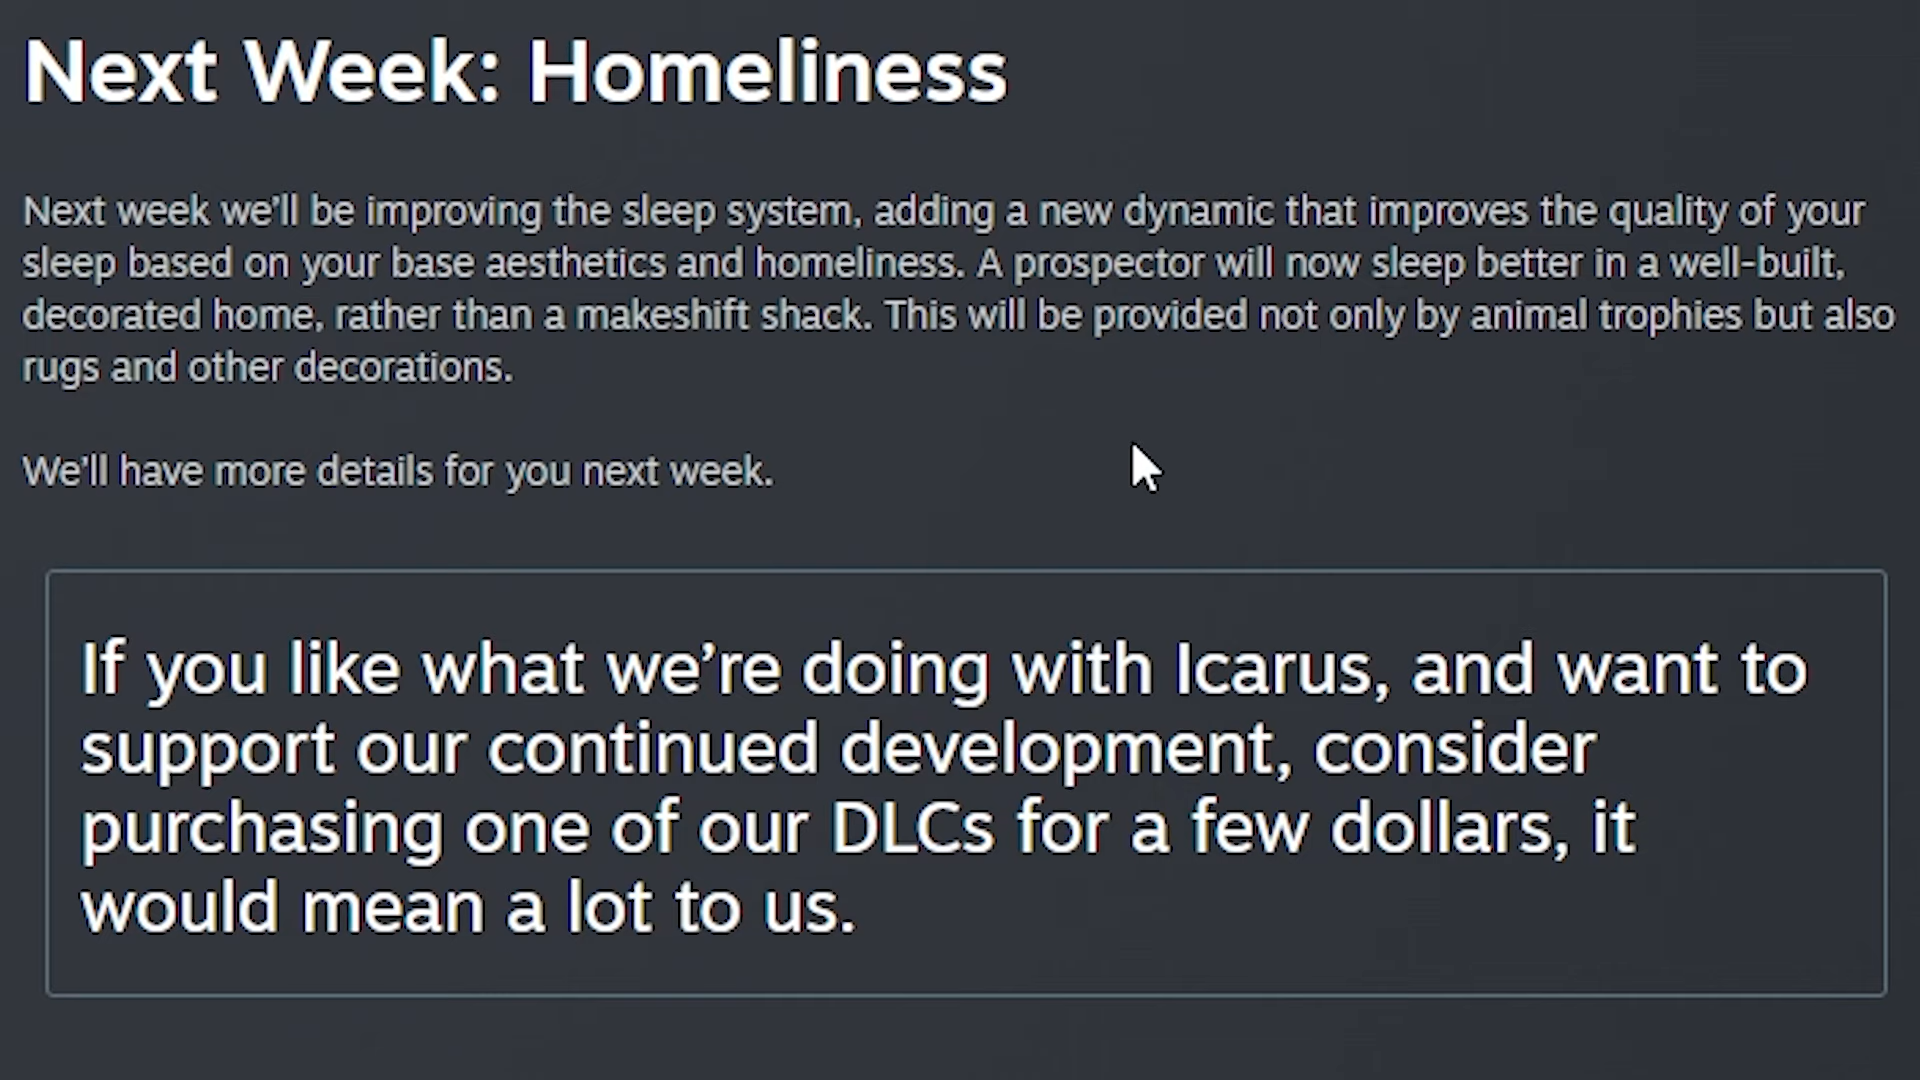 Next Week: Homeliness
Next week we’ll be improving the sleep system, adding a new dynamic that improves the quality of your
sleep based on your base aesthetics and homeliness. A prospector will now sleep better in a well-built,
decorated home, rather than a makeshift shack. This will be provided not only by animal trophies but also
rugs and other decorations.
We’ll have more details for you next week.
If you like what we’re doing with Icarus, and want to
support our continued development, consider
purchasing one of our DLCs for a few dollars, it
would mean a lot to us.